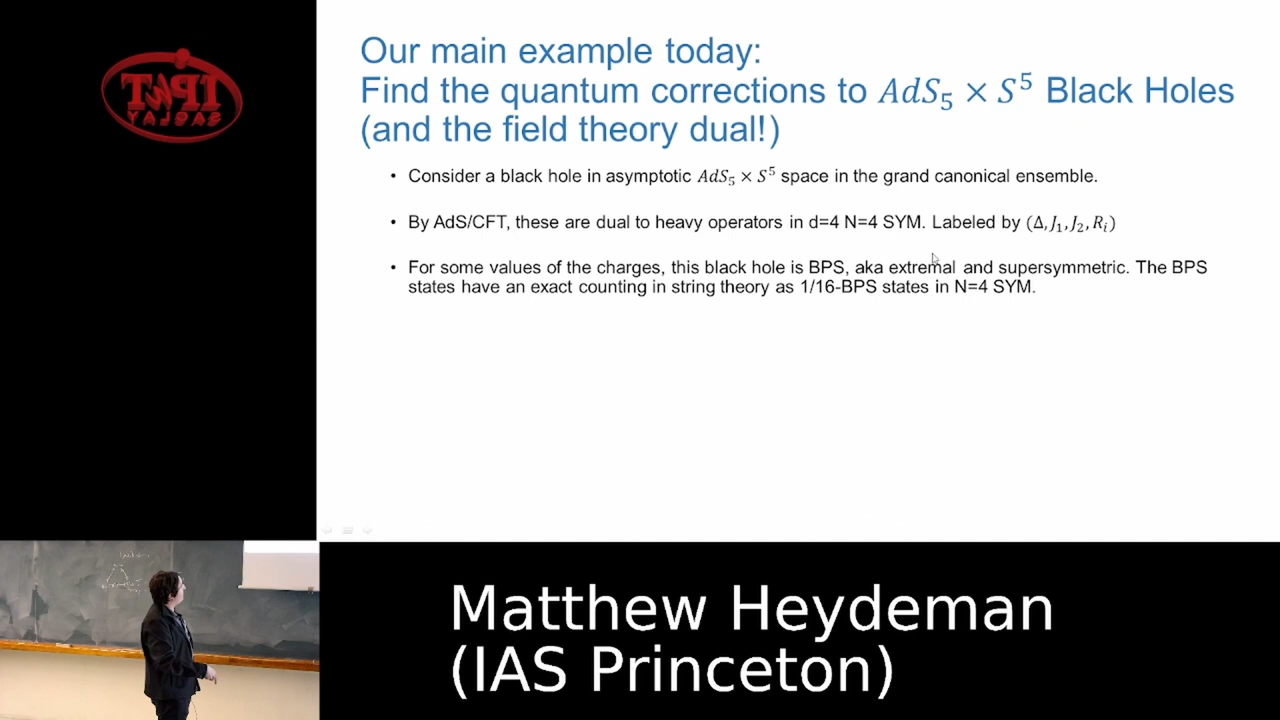 IPhT
SACLAY
Our main example today:
Find the quantum corrections to AdS₅ × S⁵ Black Holes
(and the field theory dual!)
• Consider a black hole in asymptotic AdS₅ × S⁵ space in the grand canonical ensemble.
• By AdS/CFT, these are dual to heavy operators in d=4 N=4 SYM. Labeled by (Δ, J₁, J₂, Rᵢ)
• For some values of the charges, this black hole is BPS, aka extremal and supersymmetric. The BPS
states have an exact counting in string theory as 1/16-BPS states in N=4 SYM.
Matthew Heydeman
(IAS Princeton)